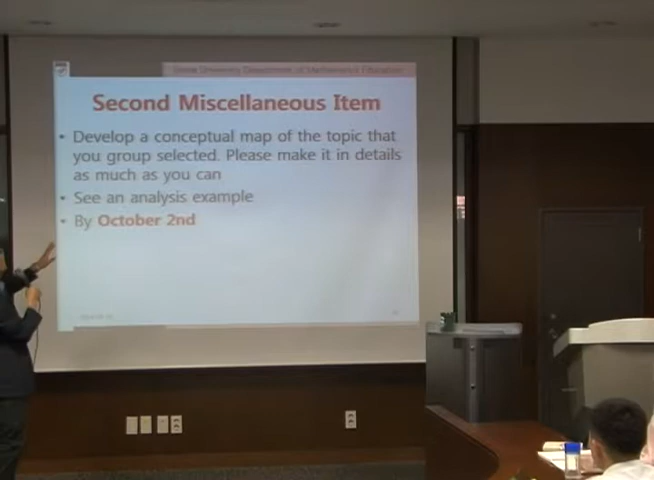 University Department of Mathematics Education
Second Miscellaneous Item
• Develop a conceptual map of the topic that
you group selected. Please make it in details
as much as you can
• See an analysis example
• By October 2nd